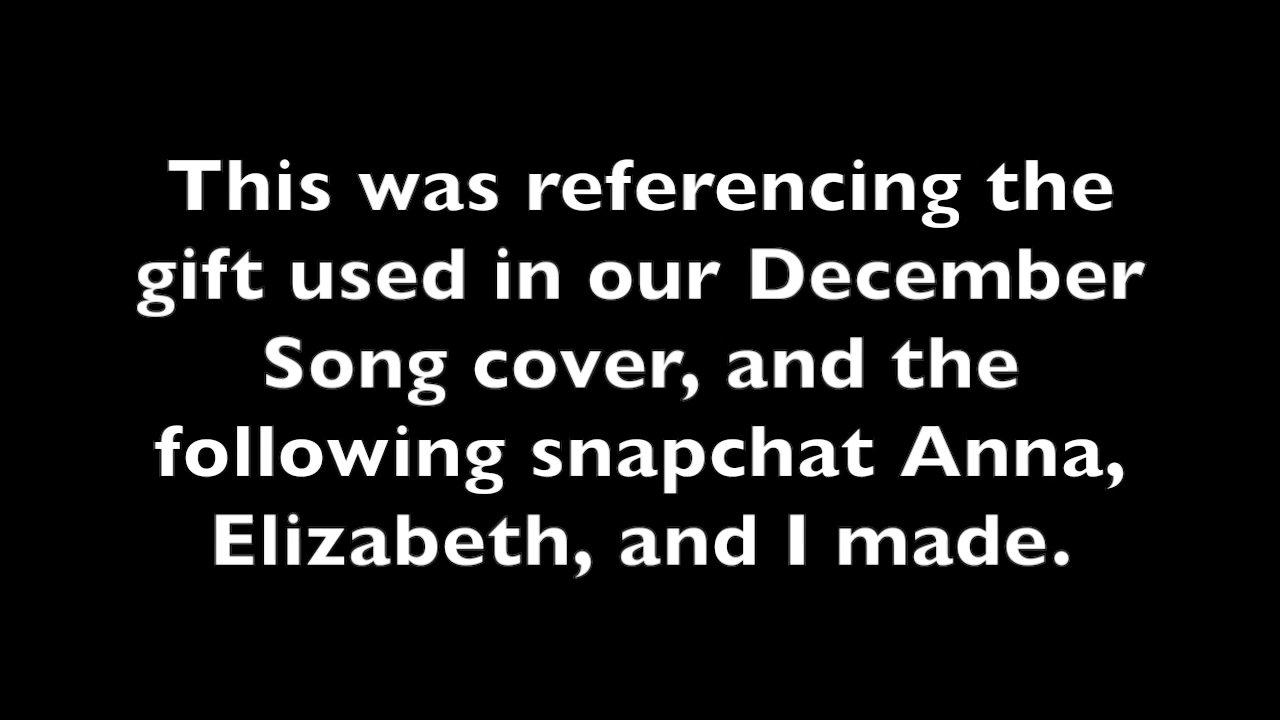 This was referencing the
gift used in our December
Song cover, and the
following snapchat Anna,
Elizabeth, and I made.